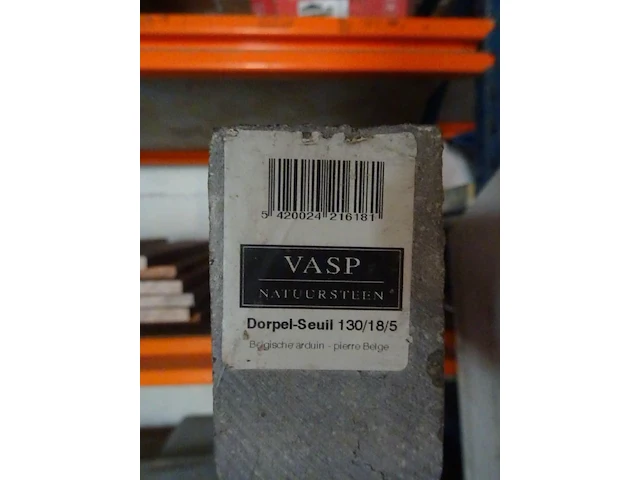 5 420024 216181
VASP
NATUURSTEEN
Dorpel-Seuil 130/18/5
Belgische arduin - pierre Belge